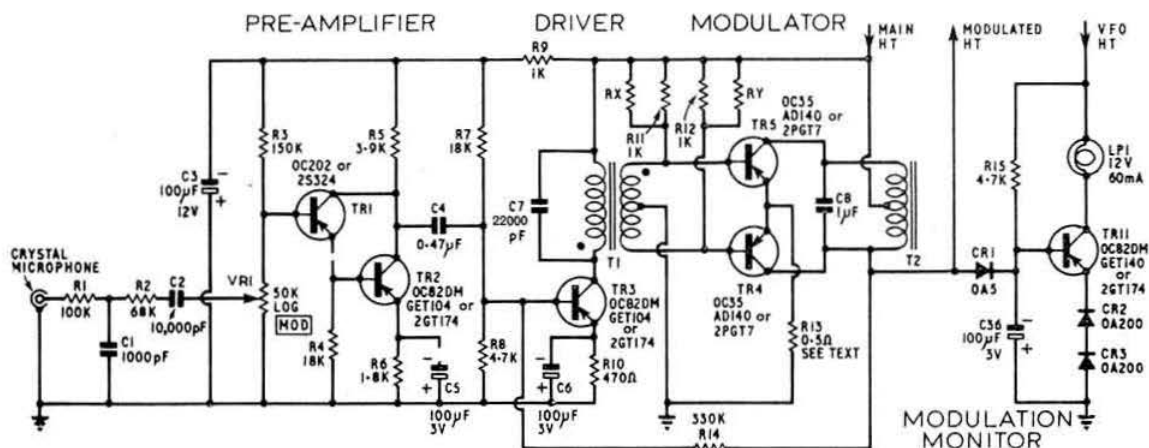 PRE-AMPLIFIER
DRIVER
MODULATOR
MAIN HT
MODULATED HT
VFO HT
R9
1K
RX
R11
1K
R12
1K
RY
OC35
AD140 or
2PGT7
TR5
R3
150K
R5
3-9K
R7
18K
OC202 or
2S324
TR1
C3
100µF
12V
-
+
C4
0·47µF
C7
22000
pF
T1
C8
1µF
T2
R15
4·7K
LP1
12V
60mA
TR11
OC82DM
GET140 or
2GT174
CRYSTAL
MICROPHONE
R1
100K
R2
68K
C2
10,000pF
VR1
50K
LOG
MOD
C1
1000pF
R4
18K
TR2
OC82DM
GET104 or
2GT174
R6
1·8K
-
+
C5
100µF
3V
R8
4·7K
TR3
OC82DM
GET104
or
2GT174
-
+
C6
100µF
3V
R10
470Ω
TR4
OC35
AD140 or
2PGT7
R13
0·5Ω
SEE TEXT
330K
R14
CR1
OA5
C36
100µF
3V
-
+
CR2
OA200
CR3
OA200
MODULATION
MONITOR